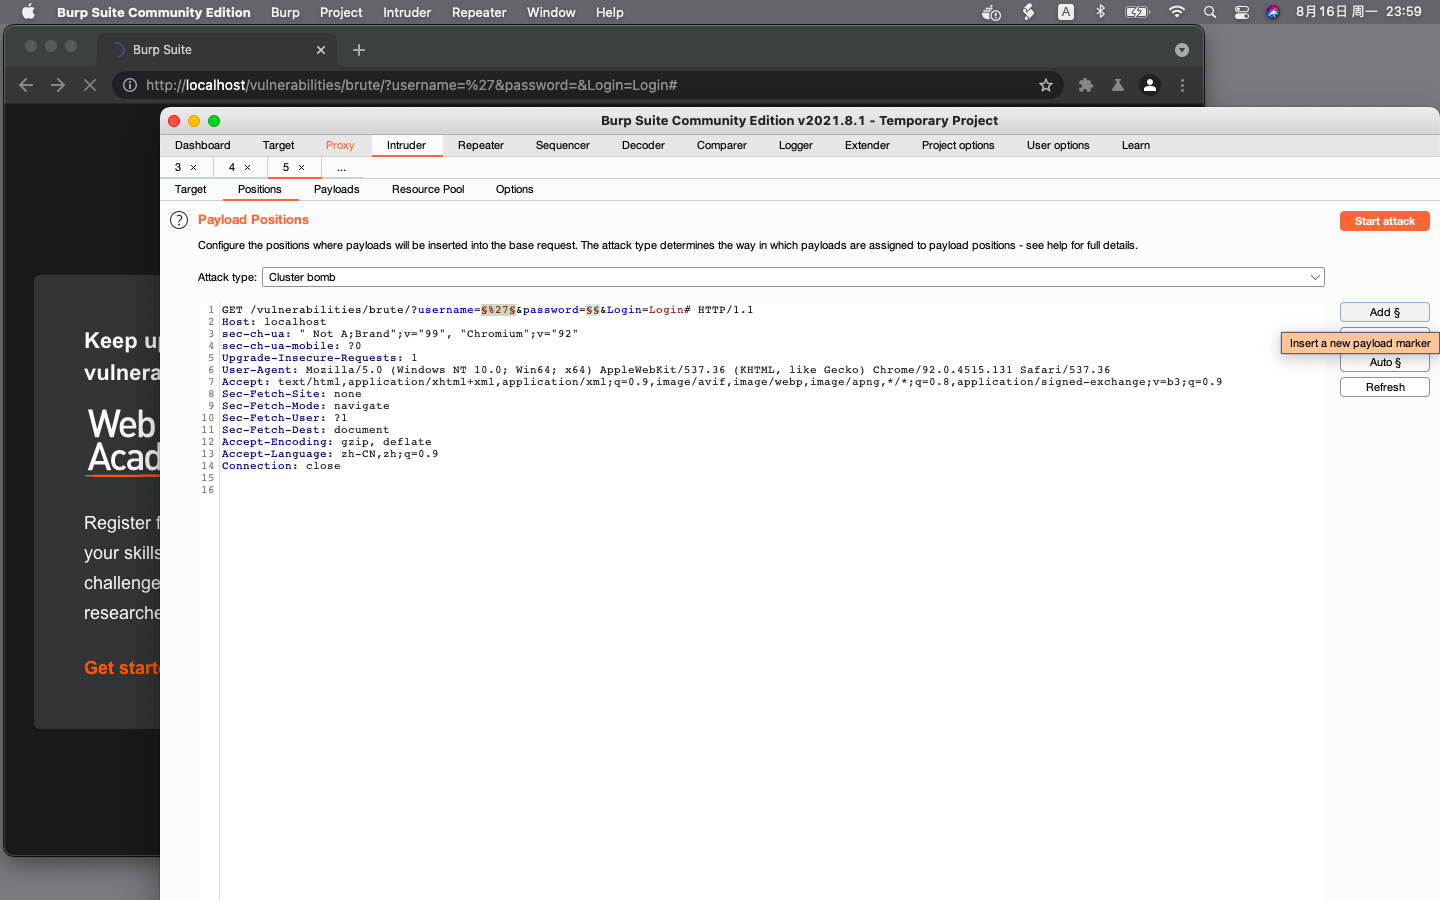 Burp Suite Community Edition Burp Project Intruder Repeater Window Help A 8月16日 周一 23:59
Burp Suite
http://localhost/vulnerabilities/brute/?username=%27&password=&Login=Login#
Burp Suite Community Edition v2021.8.1 - Temporary Project
Dashboard Target Proxy Intruder Repeater Sequencer Decoder Comparer Logger Extender Project options User options Learn
3 × 4 × 5 × ...
Target Positions Payloads Resource Pool Options
? Payload Positions
Start attack
Configure the positions where payloads will be inserted into the base request. The attack type determines the way in which payloads are assigned to payload positions - see help for full details.
Attack type: Cluster bomb
1 GET /vulnerabilities/brute/?username=§%27§&password=§§&Login=Login# HTTP/1.1
2 Host: localhost
3 sec-ch-ua: " Not A;Brand";v="99", "Chromium";v="92"
4 sec-ch-ua-mobile: ?0
5 Upgrade-Insecure-Requests: 1
6 User-Agent: Mozilla/5.0 (Windows NT 10.0; Win64; x64) AppleWebKit/537.36 (KHTML, like Gecko) Chrome/92.0.4515.131 Safari/537.36
7 Accept: text/html,application/xhtml+xml,application/xml;q=0.9,image/avif,image/webp,image/apng,*/*;q=0.8,application/signed-exchange;v=b3;q=0.9
8 Sec-Fetch-Site: none
9 Sec-Fetch-Mode: navigate
10 Sec-Fetch-User: ?1
11 Sec-Fetch-Dest: document
12 Accept-Encoding: gzip, deflate
13 Accept-Language: zh-CN,zh;q=0.9
14 Connection: close
15
16
Add §
Insert a new payload marker
Auto §
Refresh
Keep up
vulnera
Web
Acad
Register f
your skills
challenge
researche
Get start